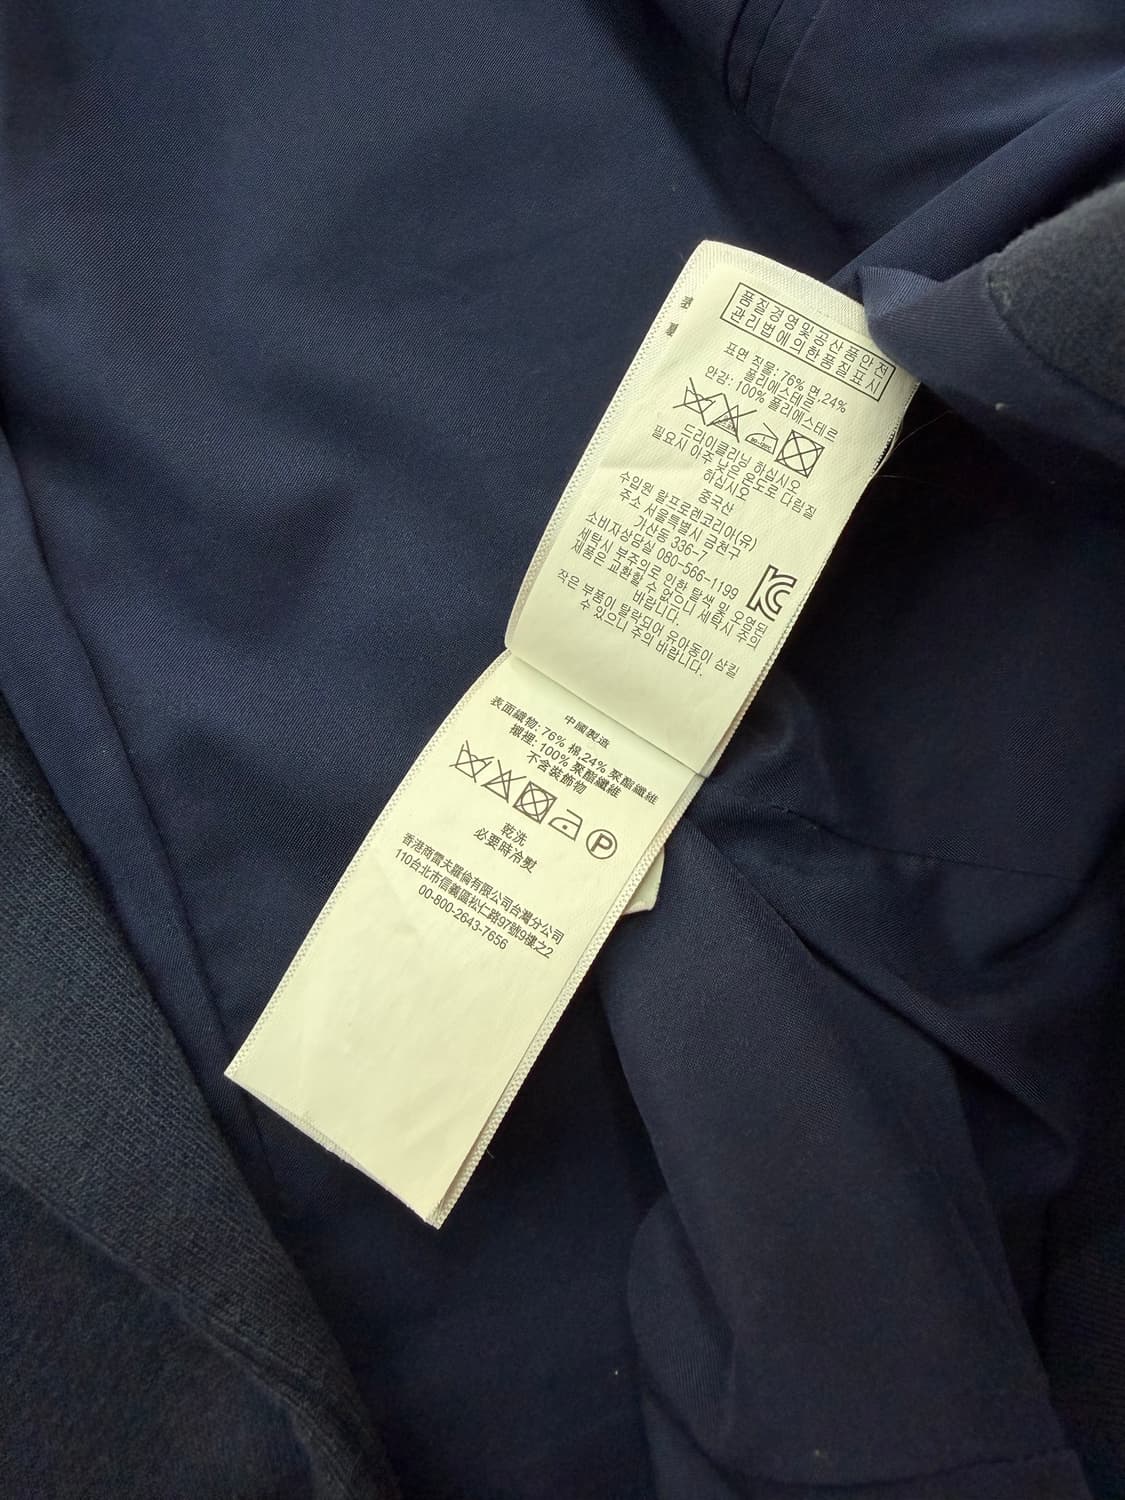 품질경영및공산품안전
관리법에의한품질표시
표면 직물: 76% 면,24%
폴리에스테르
안감: 100% 폴리에스테르
드라이클리닝 하십시오
필요시 아주 낮은온도로 다림질
하십시오
중국산
수입원 랄프로렌코리아(유)
주소 서울특별시 금천구
가산동 336-7
소비자상담실 080-566-1199
세탁시 부주의로 인한 탈색 및 오염된
제품은 교환할 수 없으니 세탁시 주의
바랍니다.
작은 부품이 탈락되어 유아동이 삼킬
수 있으니 주의 바랍니다.
中國製造
表面織物: 76% 棉,24% 聚酯纖維
襯裡: 100% 聚酯纖維
不含裝飾物
P
乾洗
必要時冷熨
香港商雷夫羅倫有限公司台灣分公司
110台北市信義區松仁路97號9樓之2
00-800-2643-7656